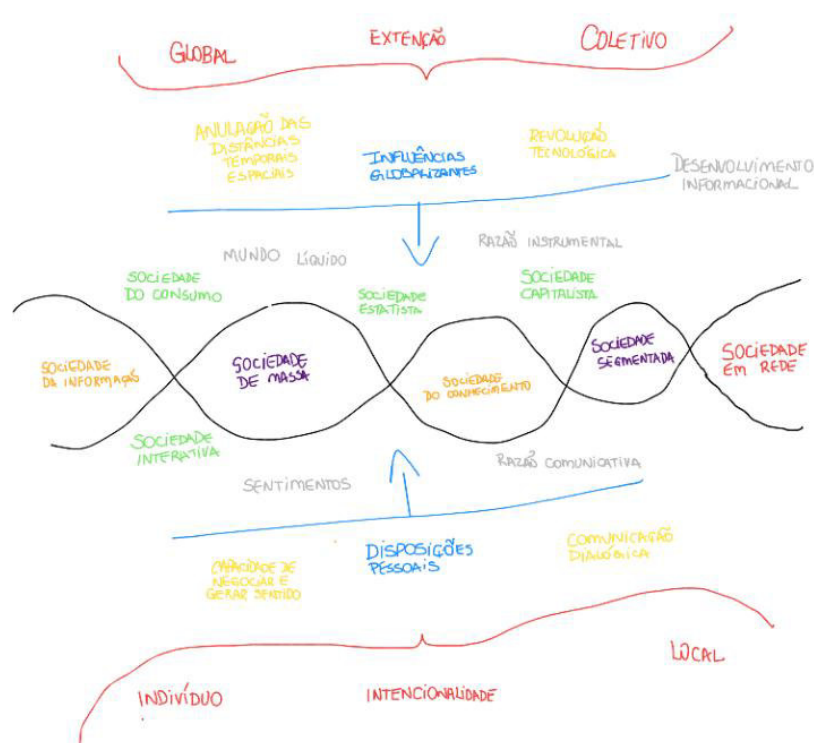 GLOBAL
EXTENÇÃO
COLETIVO
ANULAÇÃO DAS
DISTÂNCIAS
TEMPORAIS
ESPACIAIS
INFLUÊNCIAS
GLOBALIZANTES
REVOLUÇÃO
TECNOLÓGICA
DESENVOLVIMENTO
INFORMACIONAL
MUNDO LÍQUIDO
RAZÃO INSTRUMENTAL
SOCIEDADE
DO CONSUMO
SOCIEDADE
ESTATISTA
SOCIEDADE
CAPITALISTA
SOCIEDADE
DA INFORMAÇÃO
SOCIEDADE
DE MASSA
SOCIEDADE
DO CONHECIMENTO
SOCIEDADE
SEGMENTADA
SOCIEDADE
EM REDE
SOCIEDADE
INTERATIVA
SENTIMENTOS
RAZÃO COMUNICATIVA
CAPACIDADE DE
NEGOCIAR E
GERAR SENTIDO
DISPOSIÇÕES
PESSOAIS
COMUNICAÇÃO
DIALÓGICA
INDIVÍDUO
INTENCIONALIDADE
LOCAL